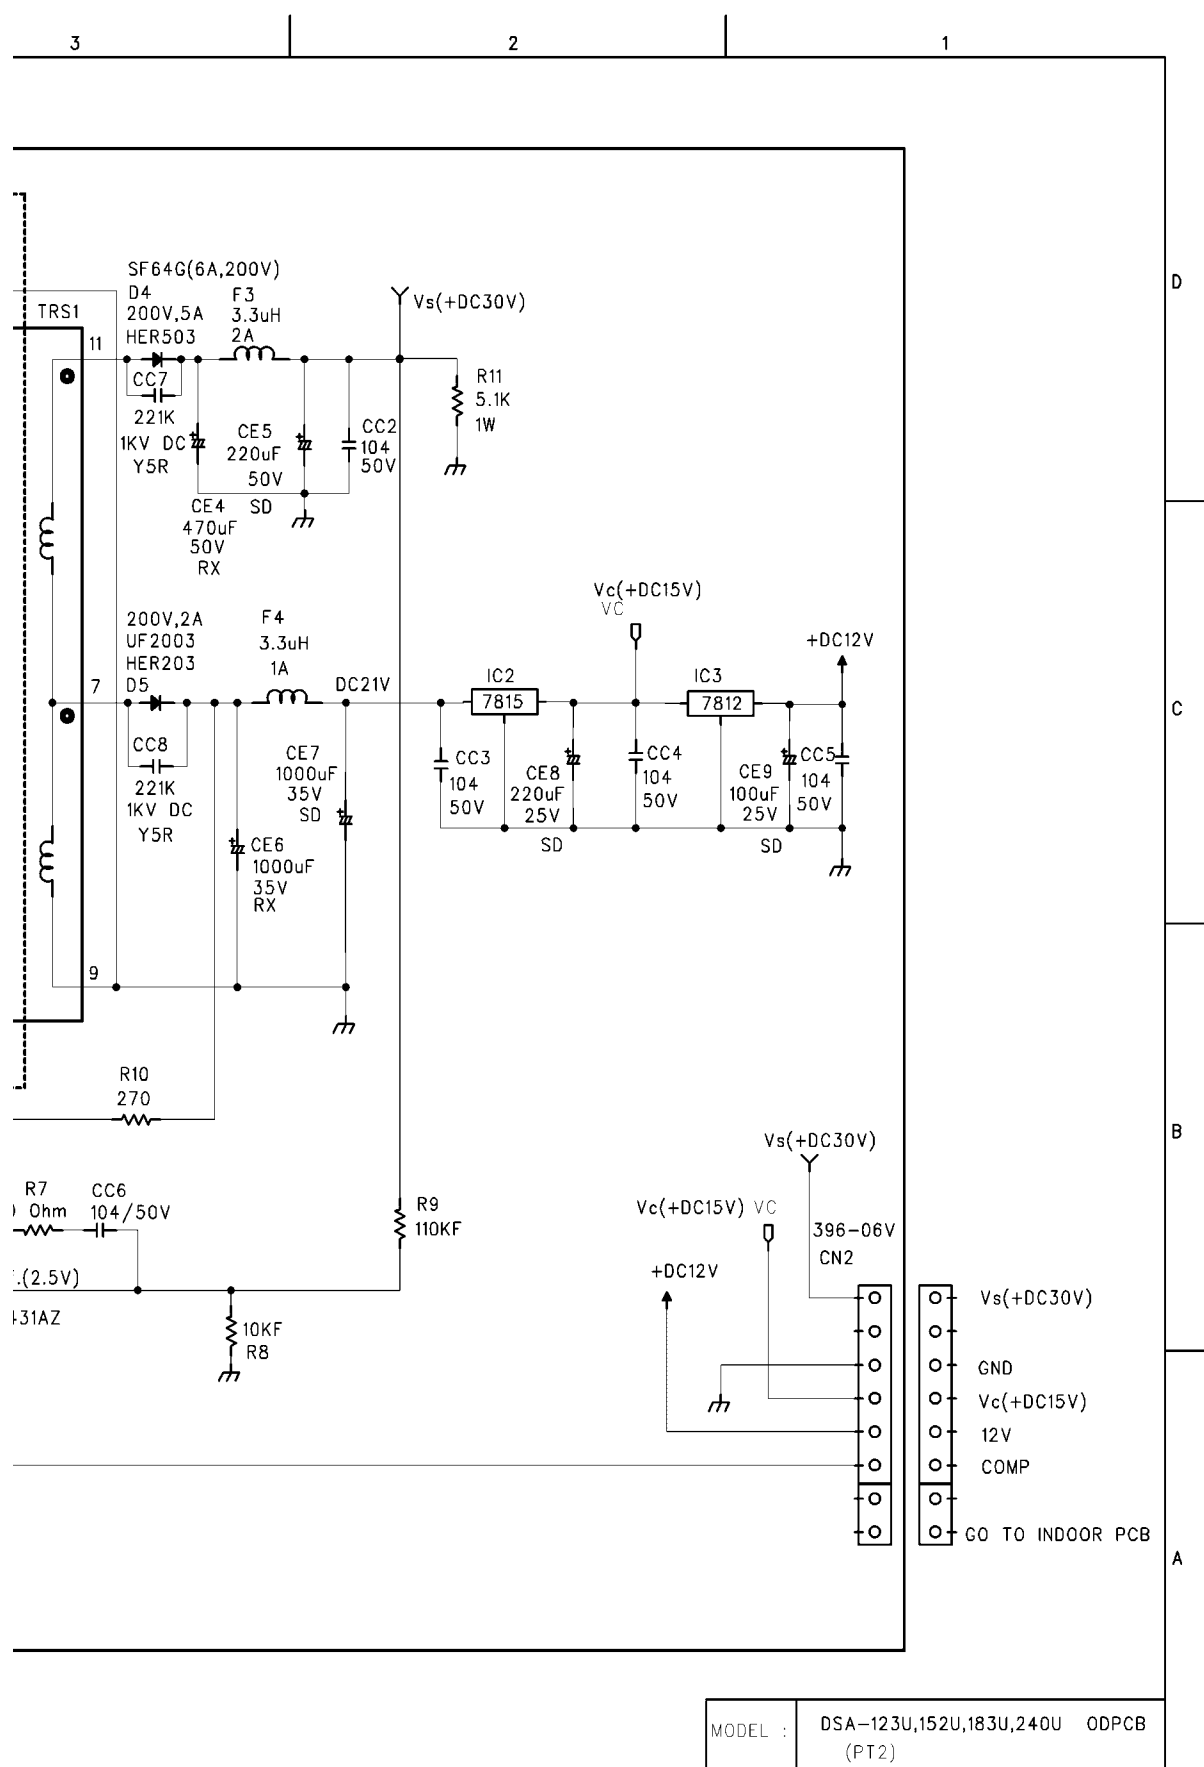 3
2
1
D
C
B
A
SF64G(6A,200V)
D4
200V,5A
HER503
F3
3.3uH
2A
Vs(+DC30V)
TRS1
11
CC7
221K
1KV DC
Y5R
CE5
220uF
50V
SD
CC2
104
50V
R11
5.1K
1W
CE4
470uF
50V
RX
200V,2A
UF2003
HER203
D5
F4
3.3uH
1A
DC21V
7
CC8
221K
1KV DC
Y5R
CE7
1000uF
35V
SD
CE6
1000uF
35V
RX
9
Vc(+DC15V)
VC
+DC12V
IC2
7815
IC3
7812
CC3
104
50V
CE8
220uF
25V
SD
CC4
104
50V
CE9
100uF
25V
SD
CC5
104
50V
R10
270
R7
Ohm
CC6
104/50V
R9
110KF
.(2.5V)
431AZ
10KF
R8
Vs(+DC30V)
Vc(+DC15V) VC
+DC12V
396-06V
CN2
Vs(+DC30V)
GND
Vc(+DC15V)
12V
COMP
GO TO INDOOR PCB
MODEL :
DSA-123U,152U,183U,240U ODPCB
(PT2)